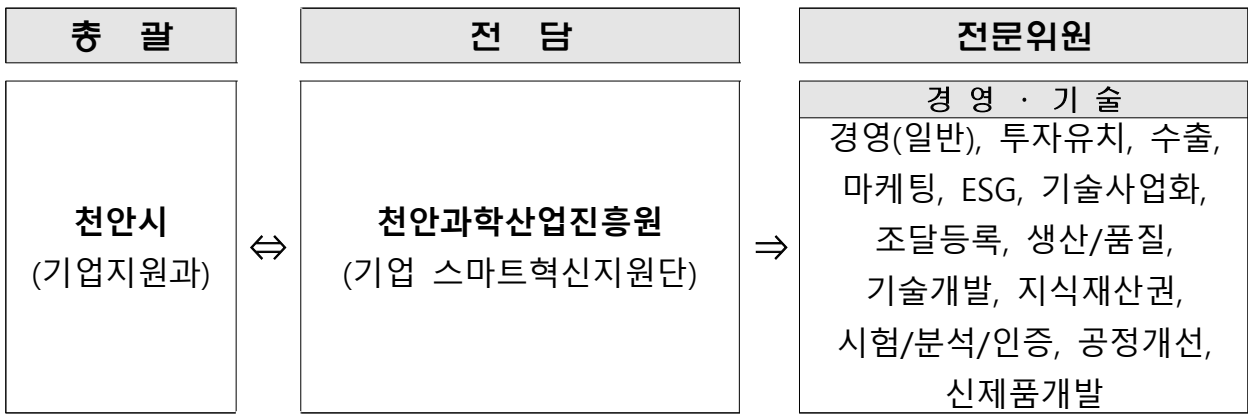 총 괄
전 담
전문위원
천안시
(기업지원과)
⇔
천안과학산업진흥원
(기업 스마트혁신지원단)
⇒
경 영 · 기 술
경영(일반), 투자유치, 수출,
마케팅, ESG, 기술사업화,
조달등록, 생산/품질,
기술개발, 지식재산권,
시험/분석/인증, 공정개선,
신제품개발